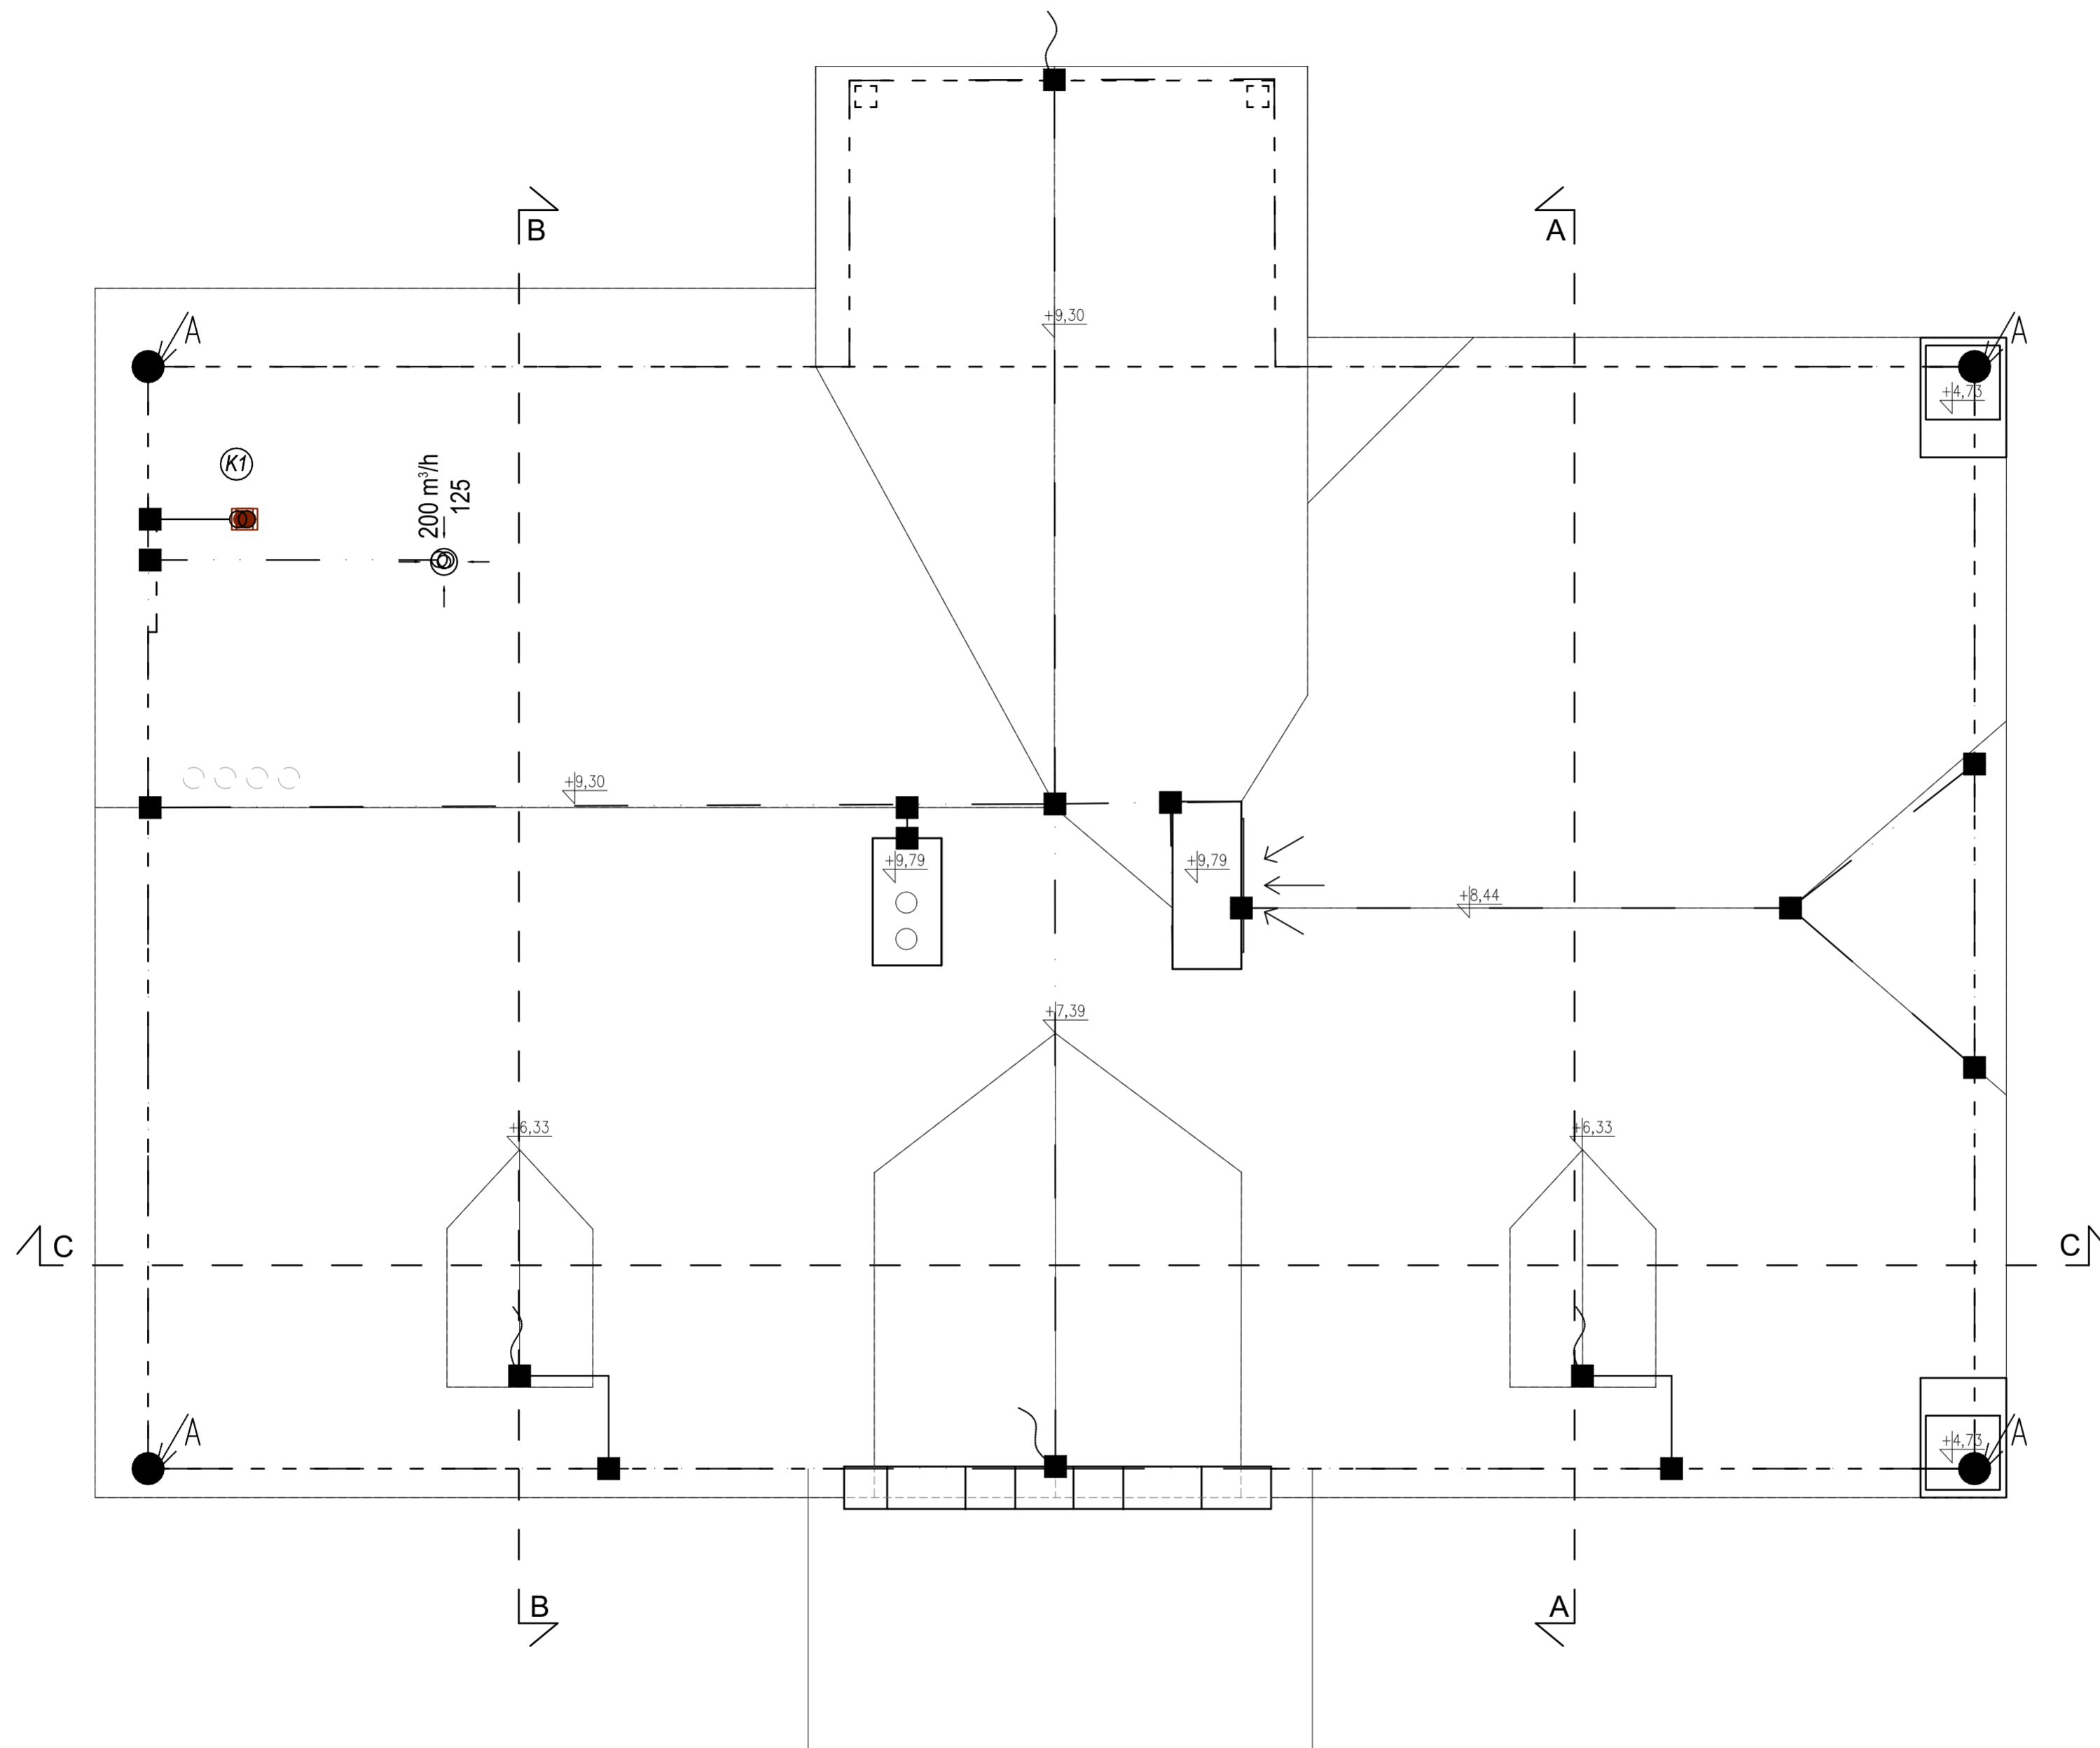 B
A
+9,30
A
A
+4,73
K1
200 m³/h
125
+9,30
+9,79
+9,79
+8,44
+7,39
+6,33
+6,33
C
C
A
+4,73
A
B
A